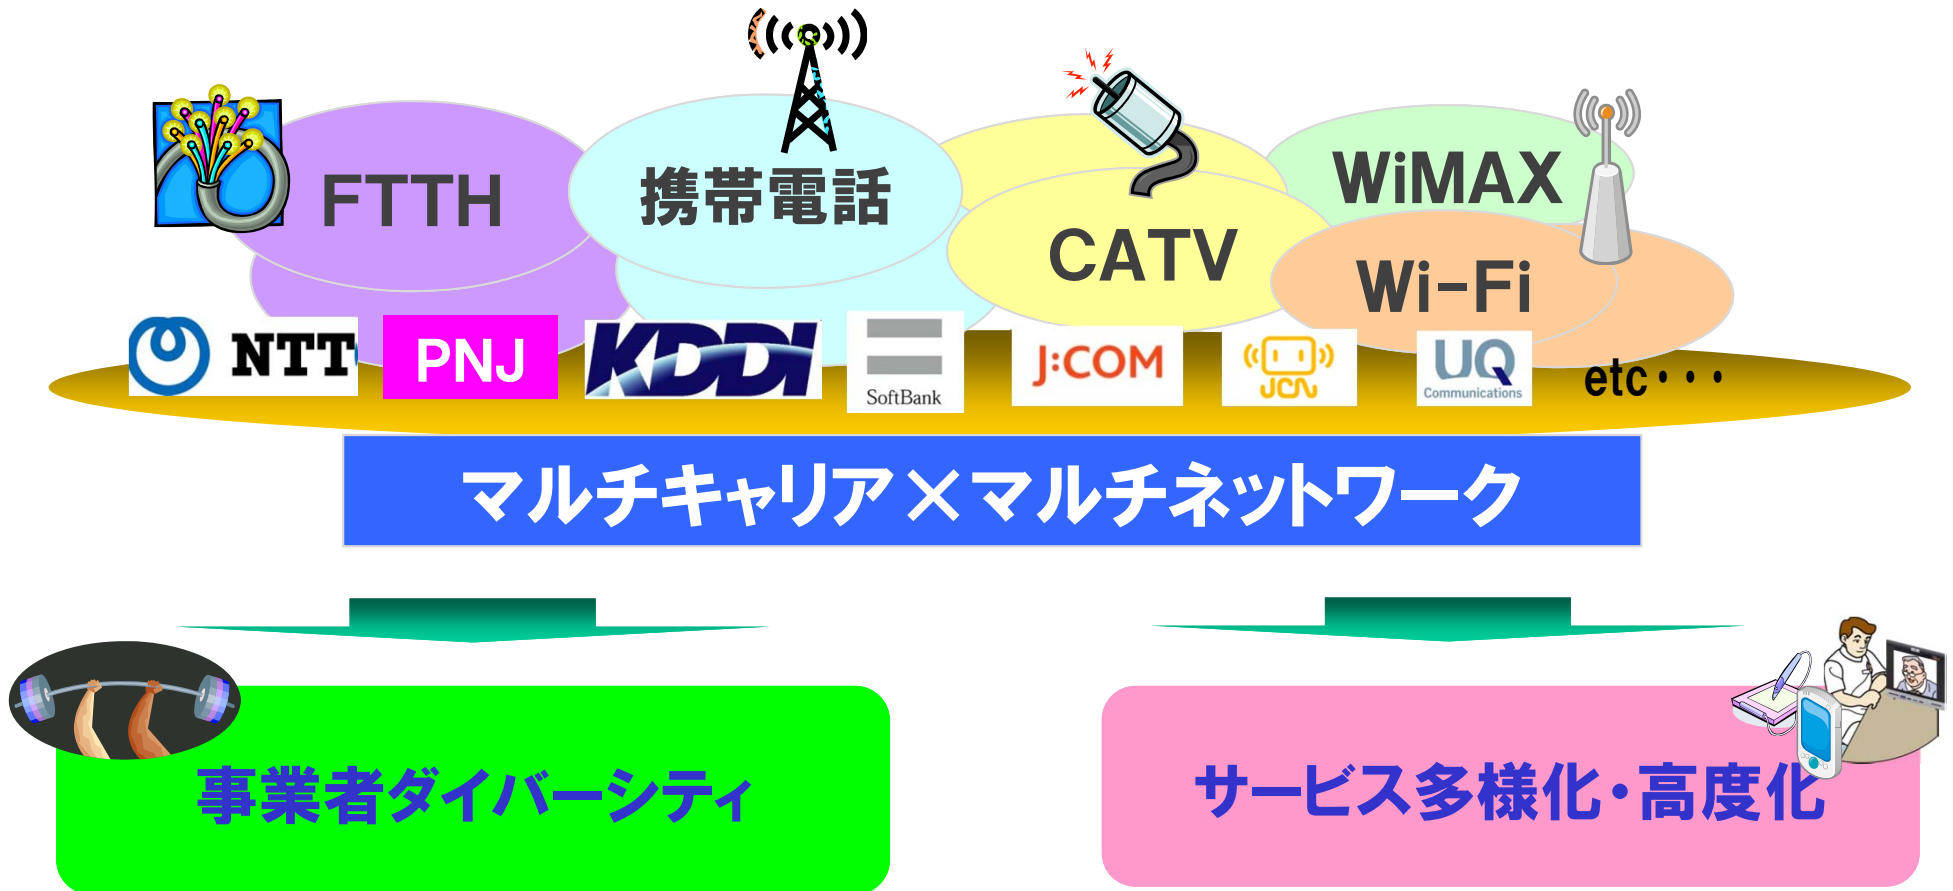 FTTH
携帯電話
CATV
WiMAX
Wi-Fi
NTT
PNJ
KDDI
SoftBank
J:COM
JCN
UQ
Communications
etc・・・
マルチキャリア×マルチネットワーク
事業者ダイバーシティ
サービス多様化・高度化